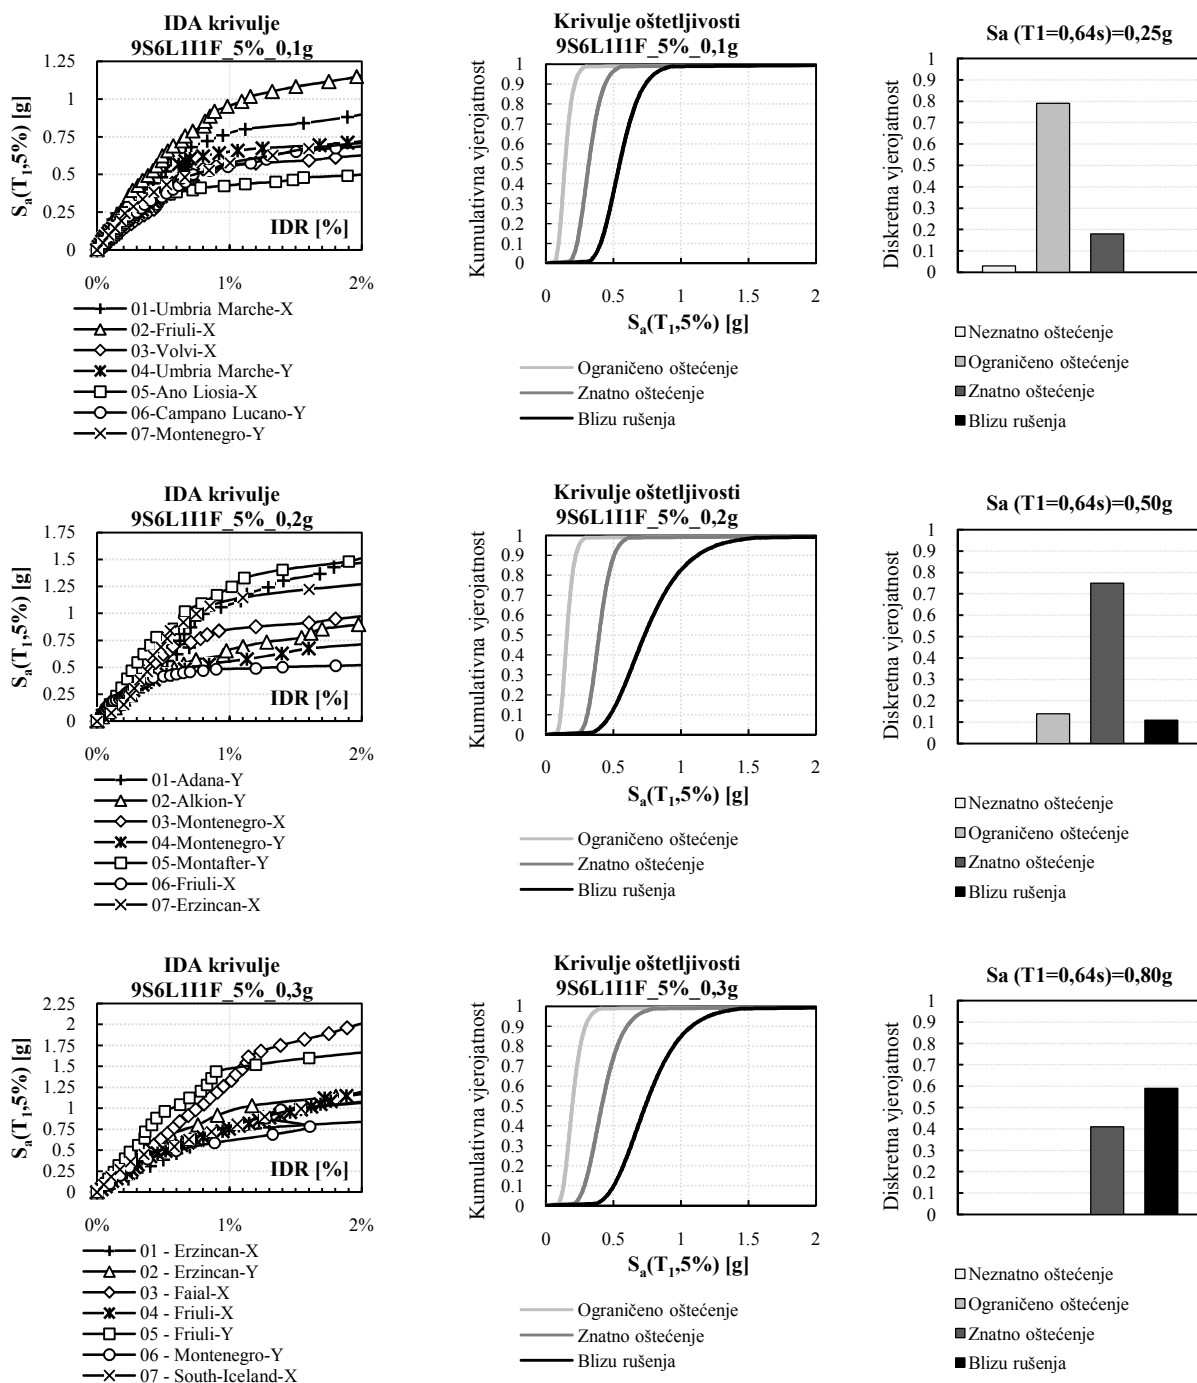 IDA krivulje
9S6L1I1F_5%_0,1g
Sa(T1,5%) [g]
1.25
1
0.75
0.5
0.25
0
IDR [%]
0% 1% 2%
01-Umbria Marche-X
02-Friuli-X
03-Volvi-X
04-Umbria Marche-Y
05-Ano Liosia-X
06-Campano Lucano-Y
07-Montenegro-Y
Krivulje oštetljivosti
9S6L1I1F_5%_0,1g
Kumulativna vjerojatnost
1
0.9
0.8
0.7
0.6
0.5
0.4
0.3
0.2
0.1
0
0 0.5 1 1.5 2
Sa(T1,5%) [g]
Ograničeno oštećenje
Znatno oštećenje
Blizu rušenja
Sa (T1=0,64s)=0,25g
Diskretna vjerojatnost
1
0.9
0.8
0.7
0.6
0.5
0.4
0.3
0.2
0.1
0
Neznatno oštećenje
Ograničeno oštećenje
Znatno oštećenje
Blizu rušenja
IDA krivulje
9S6L1I1F_5%_0,2g
Sa(T1,5%) [g]
1.75
1.5
1.25
1
0.75
0.5
0.25
0
IDR [%]
0% 1% 2%
01-Adana-Y
02-Alkion-Y
03-Montenegro-X
04-Montenegro-Y
05-Montafter-Y
06-Friuli-X
07-Erzincan-X
Krivulje oštetljivosti
9S6L1I1F_5%_0,2g
Kumulativna vjerojatnost
1
0.9
0.8
0.7
0.6
0.5
0.4
0.3
0.2
0.1
0
0 0.5 1 1.5 2
Sa(T1,5%) [g]
Ograničeno oštećenje
Znatno oštećenje
Blizu rušenja
Sa (T1=0,64s)=0,50g
Diskretna vjerojatnost
1
0.9
0.8
0.7
0.6
0.5
0.4
0.3
0.2
0.1
0
Neznatno oštećenje
Ograničeno oštećenje
Znatno oštećenje
Blizu rušenja
IDA krivulje
9S6L1I1F_5%_0,3g
Sa(T1,5%) [g]
2.25
2
1.75
1.5
1.25
1
0.75
0.5
0.25
0
IDR [%]
0% 1% 2%
01 - Erzincan-X
02 - Erzincan-Y
03 - Faial-X
04 - Friuli-X
05 - Friuli-Y
06 - Montenegro-Y
07 - South-Iceland-X
Krivulje oštetljivosti
9S6L1I1F_5%_0,3g
Kumulativna vjerojatnost
1
0.9
0.8
0.7
0.6
0.5
0.4
0.3
0.2
0.1
0
0 0.5 1 1.5 2
Sa(T1,5%) [g]
Ograničeno oštećenje
Znatno oštećenje
Blizu rušenja
Sa (T1=0,64s)=0,80g
Diskretna vjerojatnost
1
0.9
0.8
0.7
0.6
0.5
0.4
0.3
0.2
0.1
0
Neznatno oštećenje
Ograničeno oštećenje
Znatno oštećenje
Blizu rušenja